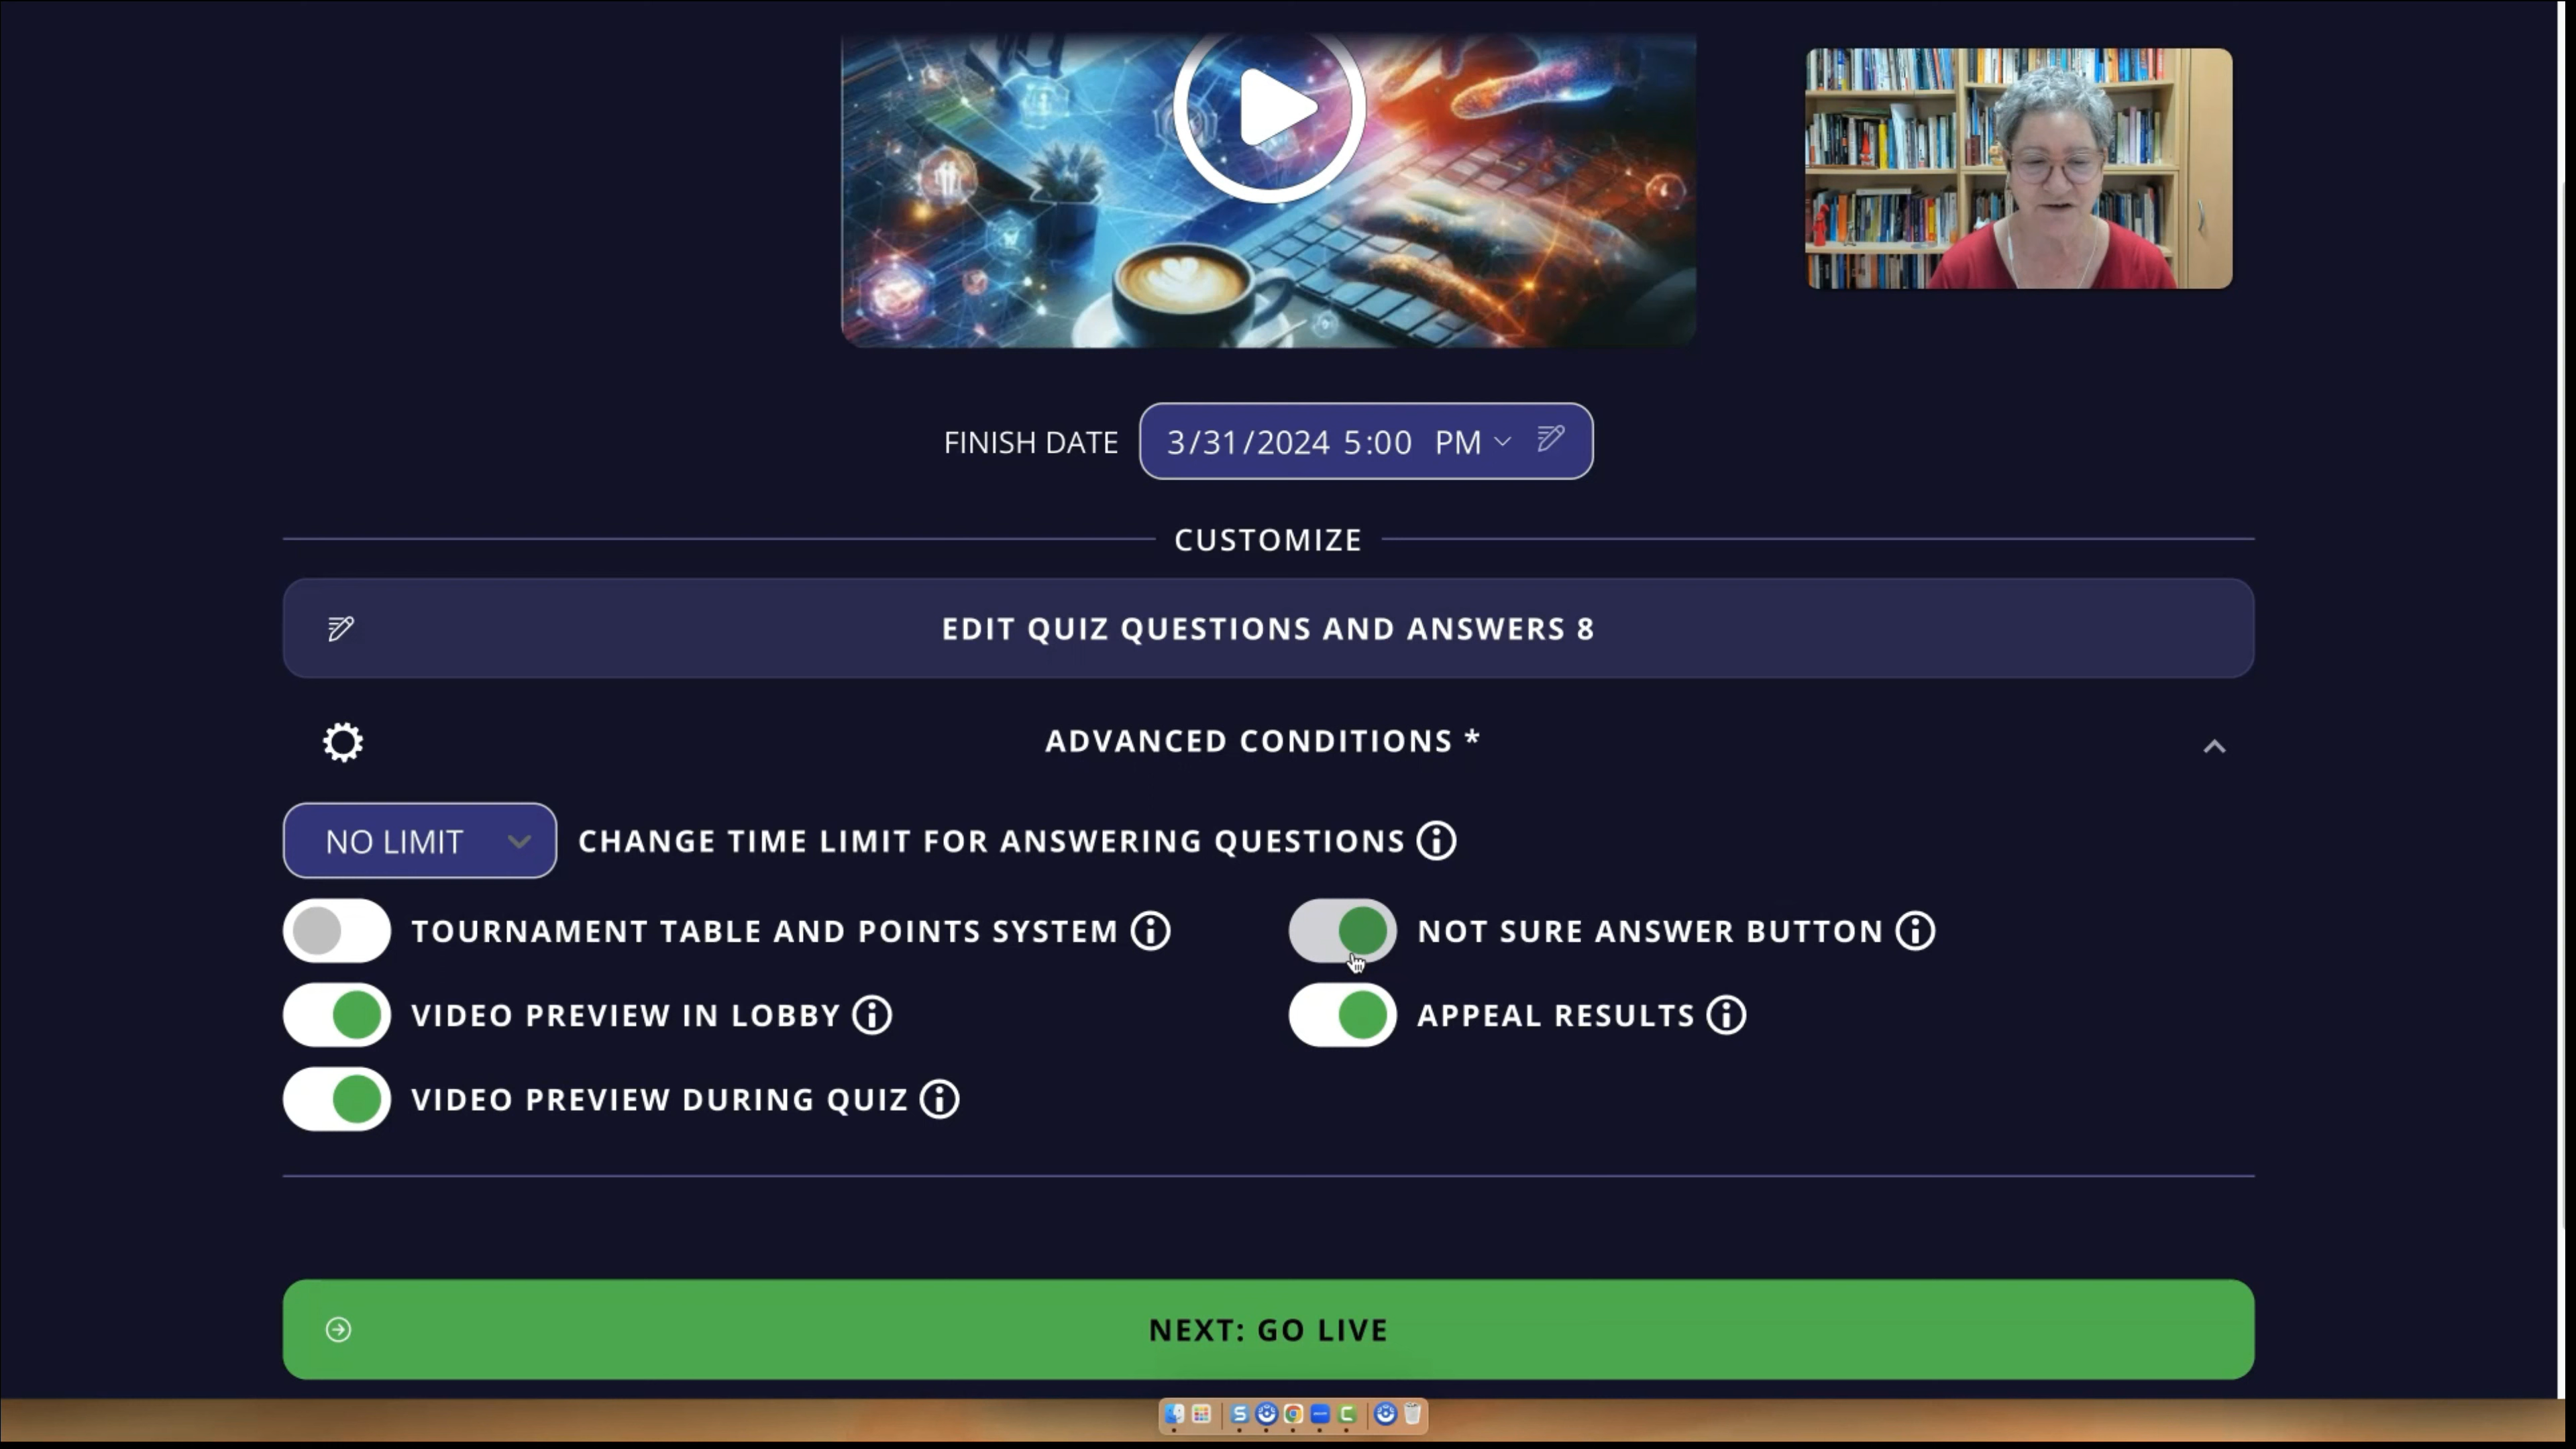 FINISH DATE 3/31/2024 5:00 PM
CUSTOMIZE
EDIT QUIZ QUESTIONS AND ANSWERS 8
ADVANCED CONDITIONS *
NO LIMIT CHANGE TIME LIMIT FOR ANSWERING QUESTIONS
TOURNAMENT TABLE AND POINTS SYSTEM
NOT SURE ANSWER BUTTON
VIDEO PREVIEW IN LOBBY
APPEAL RESULTS
VIDEO PREVIEW DURING QUIZ
NEXT: GO LIVE